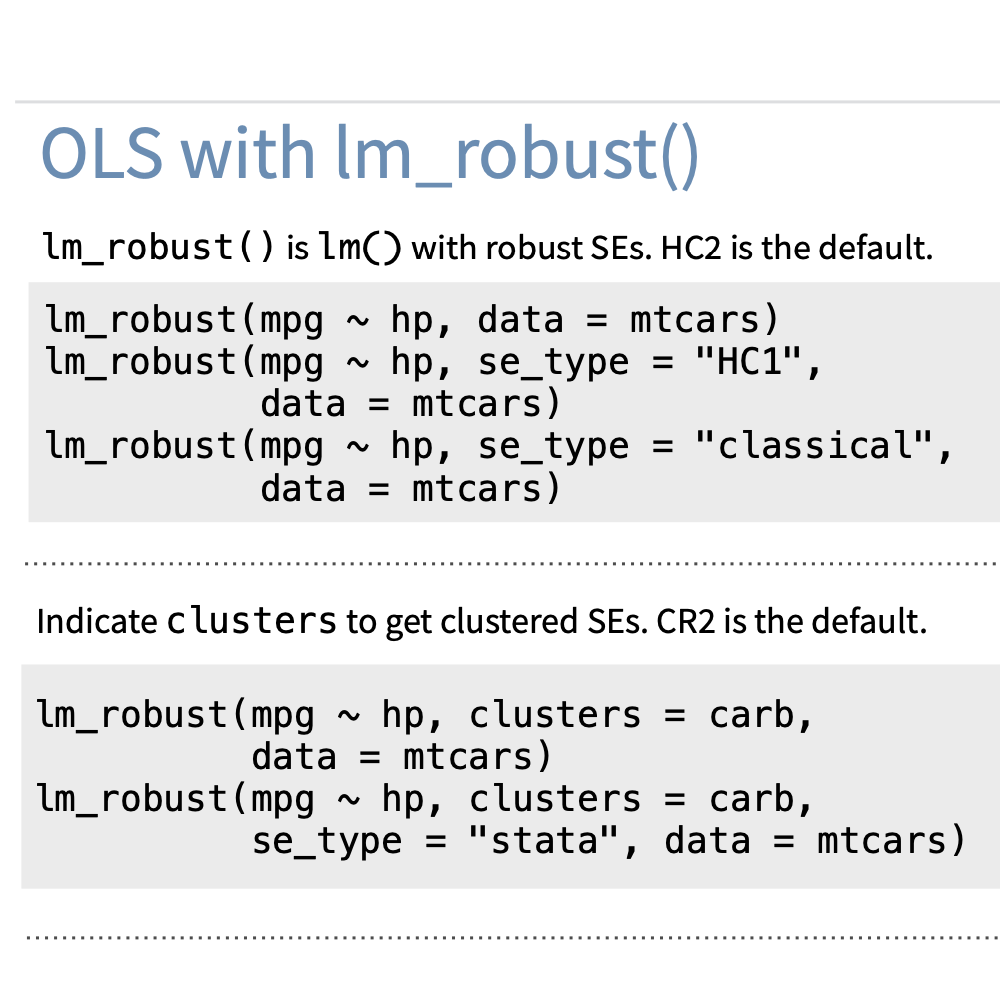 OLS with lm_robust()
lm_robust() is lm() with robust SEs. HC2 is the default.
lm_robust(mpg ~ hp, data = mtcars)
lm_robust(mpg ~ hp, se_type = "HC1",
          data = mtcars)
lm_robust(mpg ~ hp, se_type = "classical",
          data = mtcars)
Indicate clusters to get clustered SEs. CR2 is the default.
lm_robust(mpg ~ hp, clusters = carb,
          data = mtcars)
lm_robust(mpg ~ hp, clusters = carb,
          se_type = "stata", data = mtcars)